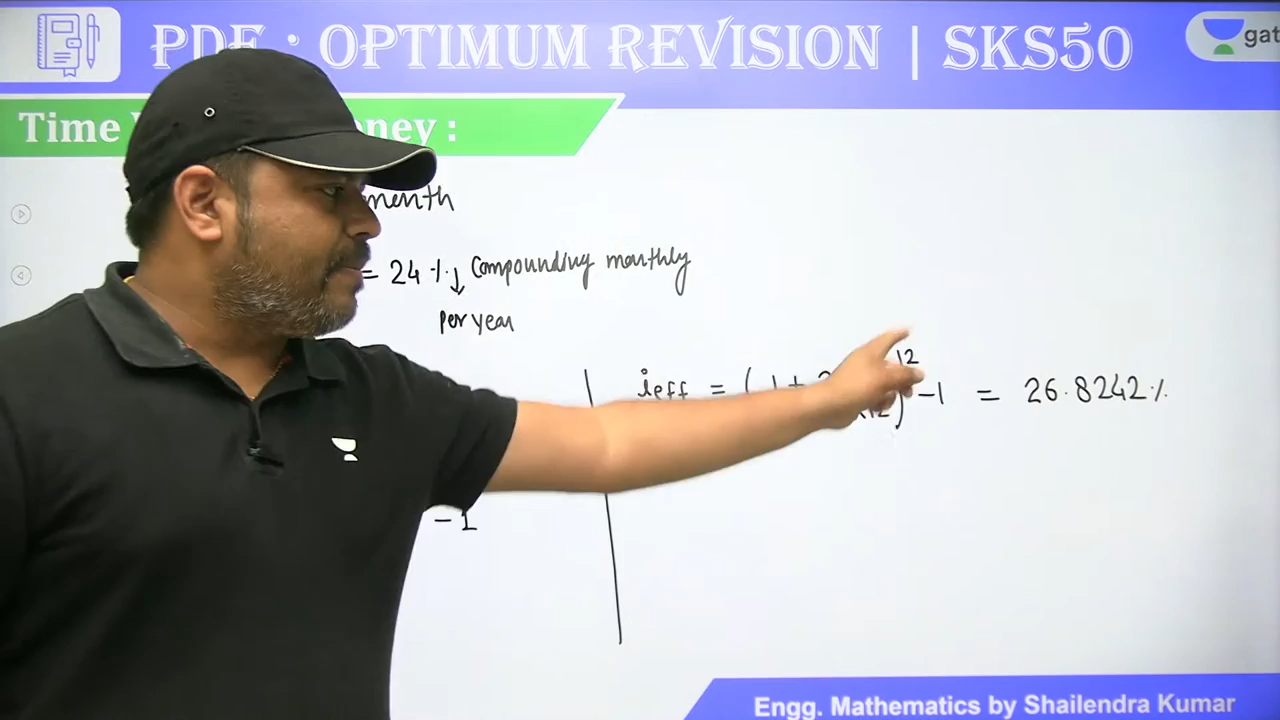 PDF : OPTIMUM REVISION | SKS50
gat
Time
:
month
= 24 % Compounding monthly
per year
ieff = ( 1 + 12 ) 12 - 1 = 26.8242%
- 1
Engg. Mathematics by Shailendra Kumar